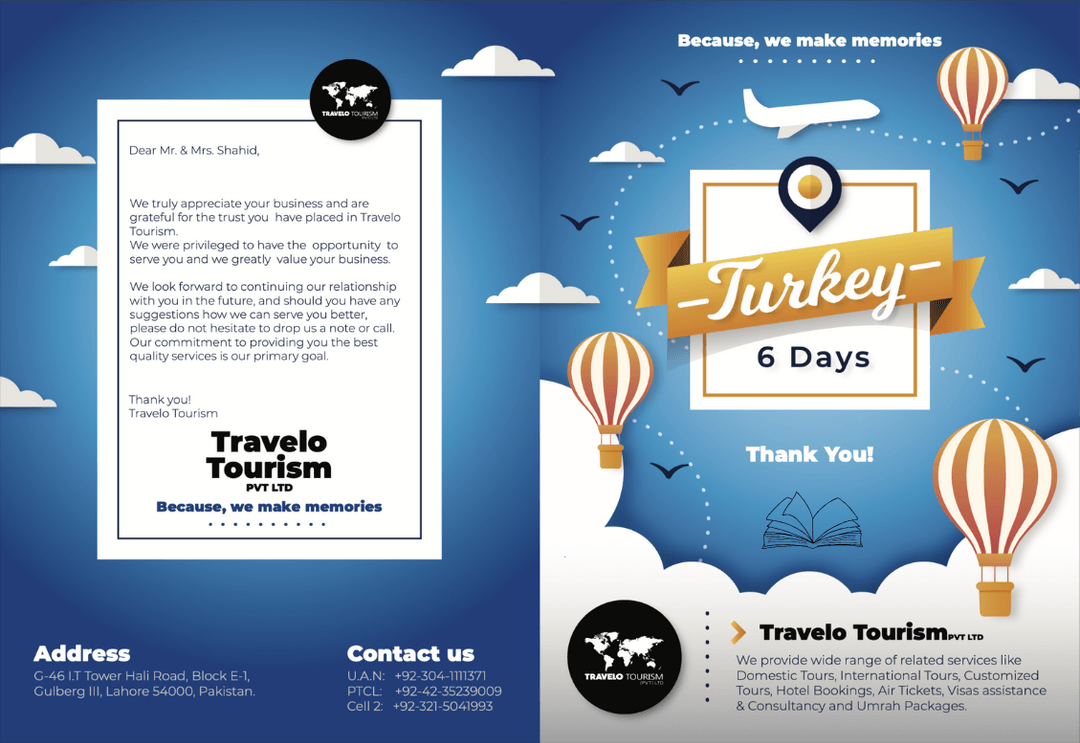 TRAVELO TOURISM
(PVT) LTD
Dear Mr. & Mrs. Shahid,
We truly appreciate your business and are
grateful for the trust you have placed in Travelo
Tourism.
We were privileged to have the opportunity to
serve you and we greatly value your business.
We look forward to continuing our relationship
with you in the future, and should you have any
suggestions how we can serve you better,
please do not hesitate to drop us a note or call.
Our commitment to providing you the best
quality services is our primary goal.
Thank you!
Travelo Tourism
Travelo
Tourism
PVT LTD
Because, we make memories
Address
G-46 I.T Tower Hali Road, Block E-1,
Gulberg III, Lahore 54000, Pakistan.
Contact us
U.A.N: +92-304-1111371
PTCL: +92-42-35239009
Cell 2: +92-321-5041993
Because, we make memories
Turkey
6 Days
Thank You!
TRAVELO TOURISM
(PVT) LTD
Travelo Tourism PVT LTD
We provide wide range of related services like
Domestic Tours, International Tours, Customized
Tours, Hotel Bookings, Air Tickets, Visas assistance
& Consultancy and Umrah Packages.